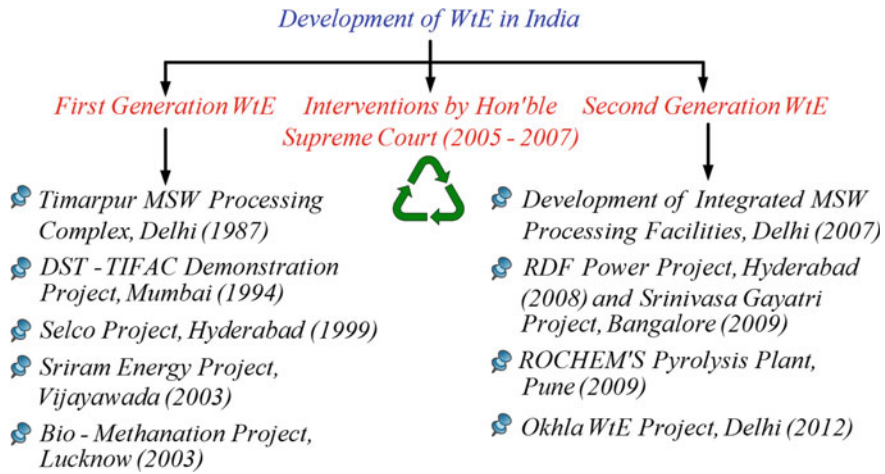 Development of WtE in India
First Generation WtE
Interventions by Hon'ble
Supreme Court (2005 - 2007)
Second Generation WtE
Timarpur MSW Processing
Complex, Delhi (1987)
DST - TIFAC Demonstration
Project, Mumbai (1994)
Selco Project, Hyderabad (1999)
Sriram Energy Project,
Vijayawada (2003)
Bio - Methanation Project,
Lucknow (2003)
Development of Integrated MSW
Processing Facilities, Delhi (2007)
RDF Power Project, Hyderabad
(2008) and Srinivasa Gayatri
Project, Bangalore (2009)
ROCHEM'S Pyrolysis Plant,
Pune (2009)
Okhla WtE Project, Delhi (2012)